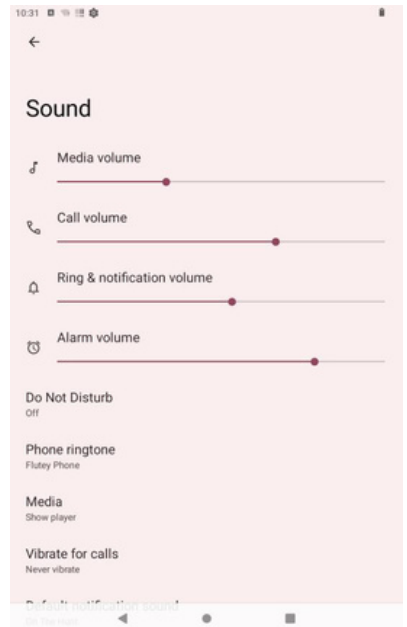 10:31
Sound
Media volume
Call volume
Ring & notification volume
Alarm volume
Do Not Disturb
Off
Phone ringtone
Flutey Phone
Media
Show player
Vibrate for calls
Never vibrate
Default notification sound